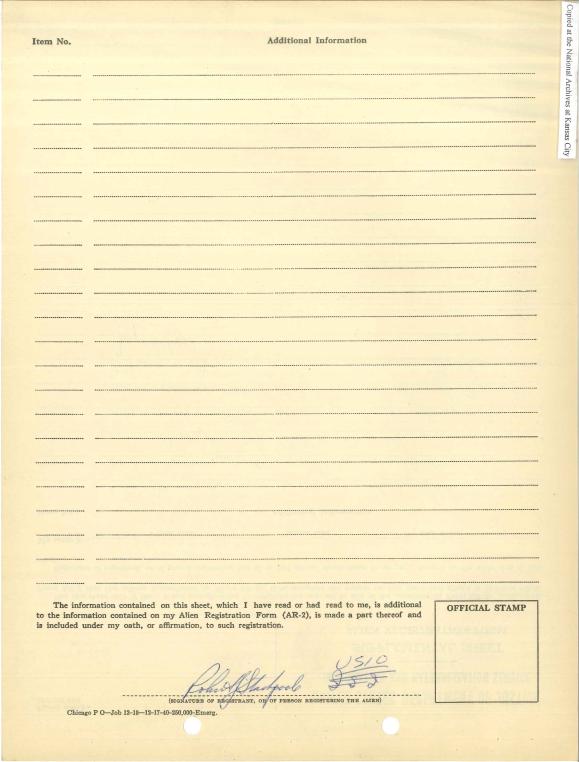 Copied at the National Archives at Kansas City
Item No. Additional Information
The information contained on this sheet, which I have read or had read to me, is additional
to the information contained on my Alien Registration Form (AR-2), is made a part thereof and
is included under my oath, or affirmation, to such registration.
OFFICIAL STAMP
USIO
(SIGNATURE OF REGISTRANT, OR OF PERSON REGISTERING THE ALIEN)
Chicago P O—Job 12-18—12-17-40-250,000-Emerg.